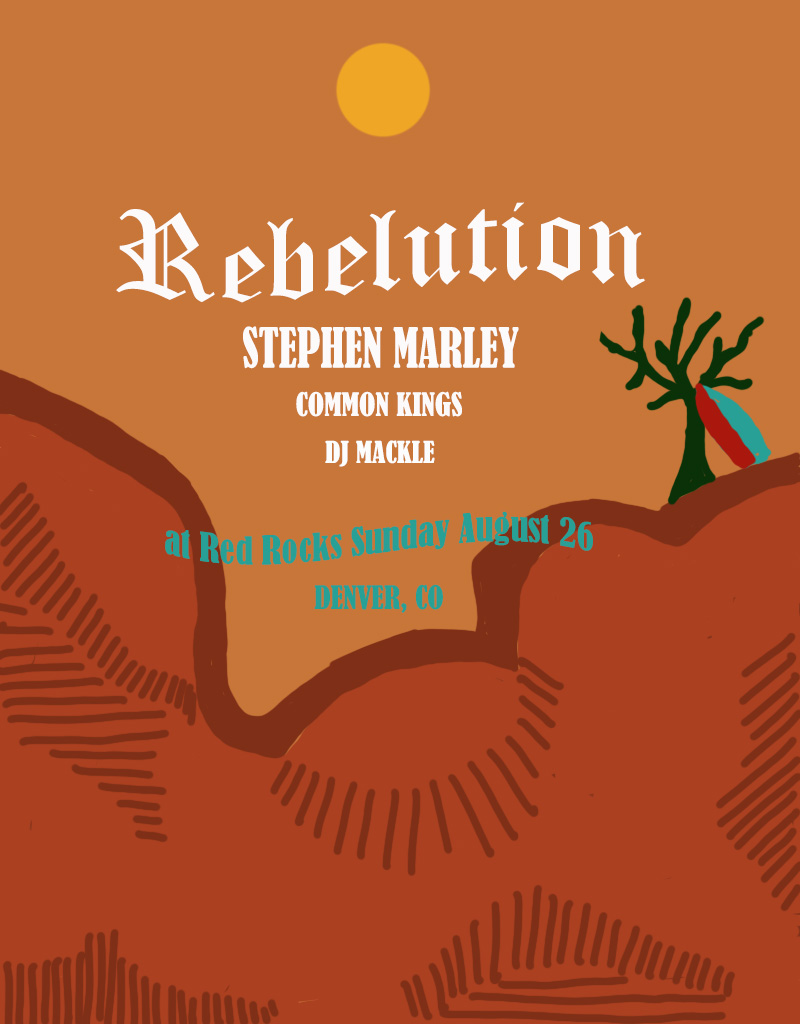 Rebelution
STEPHEN MARLEY
COMMON KINGS
DJ MACKLE
at Red Rocks Sunday August 26
DENVER, CO